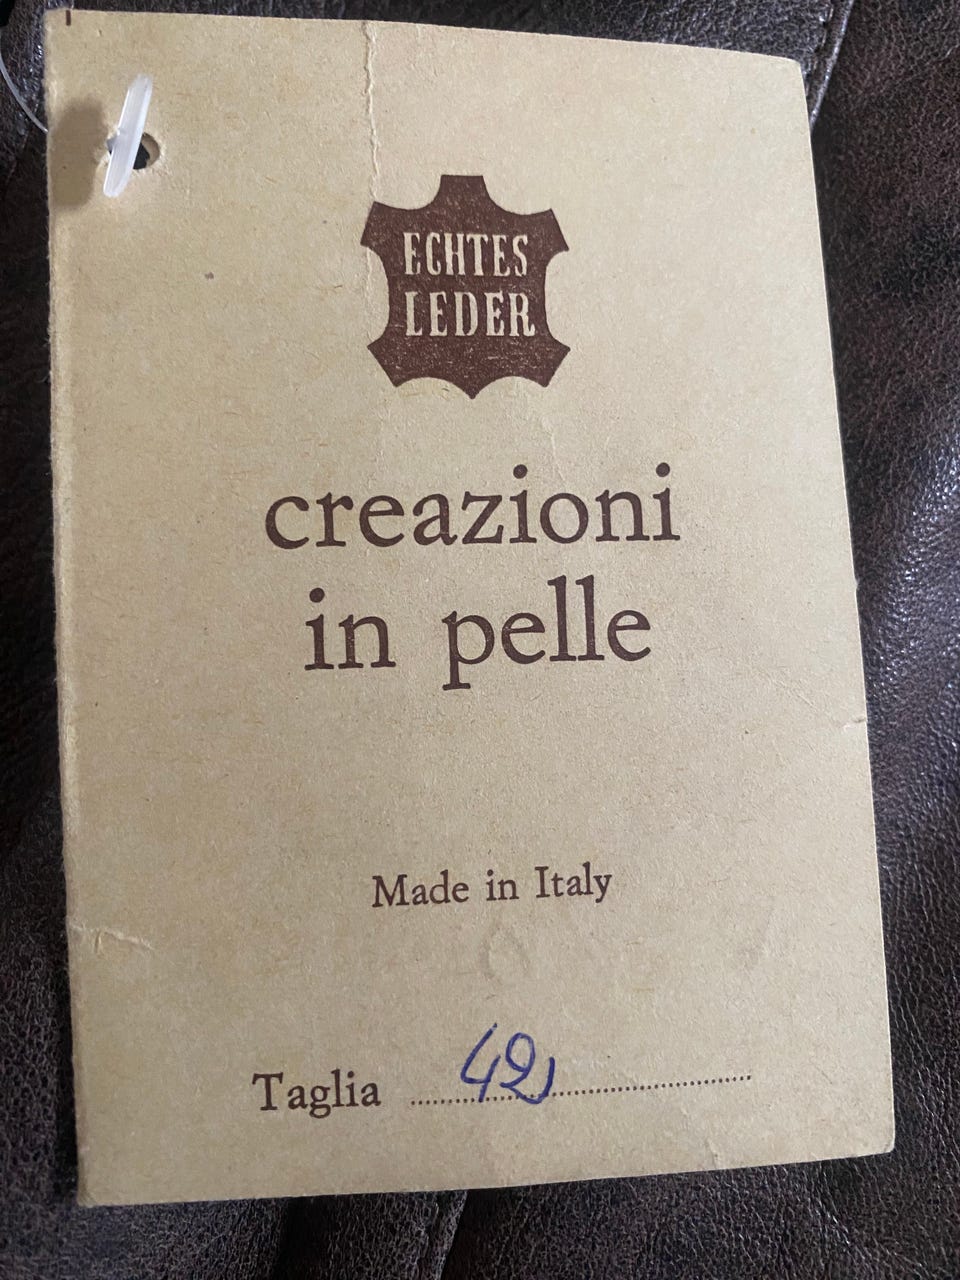 ECHTES
LEDER
creazioni
in pelle
Made in Italy
Taglia 42